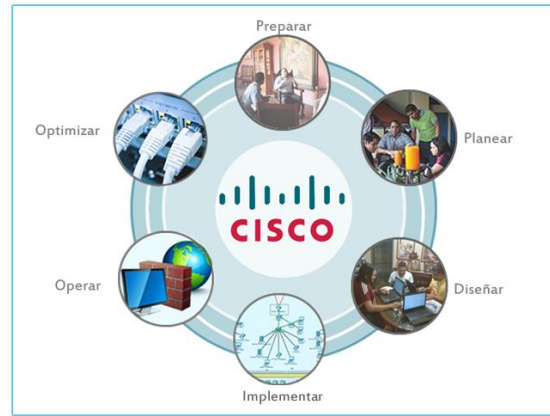 Preparar
Optimizar
Planear
CISCO
Operar
Diseñar
Implementar